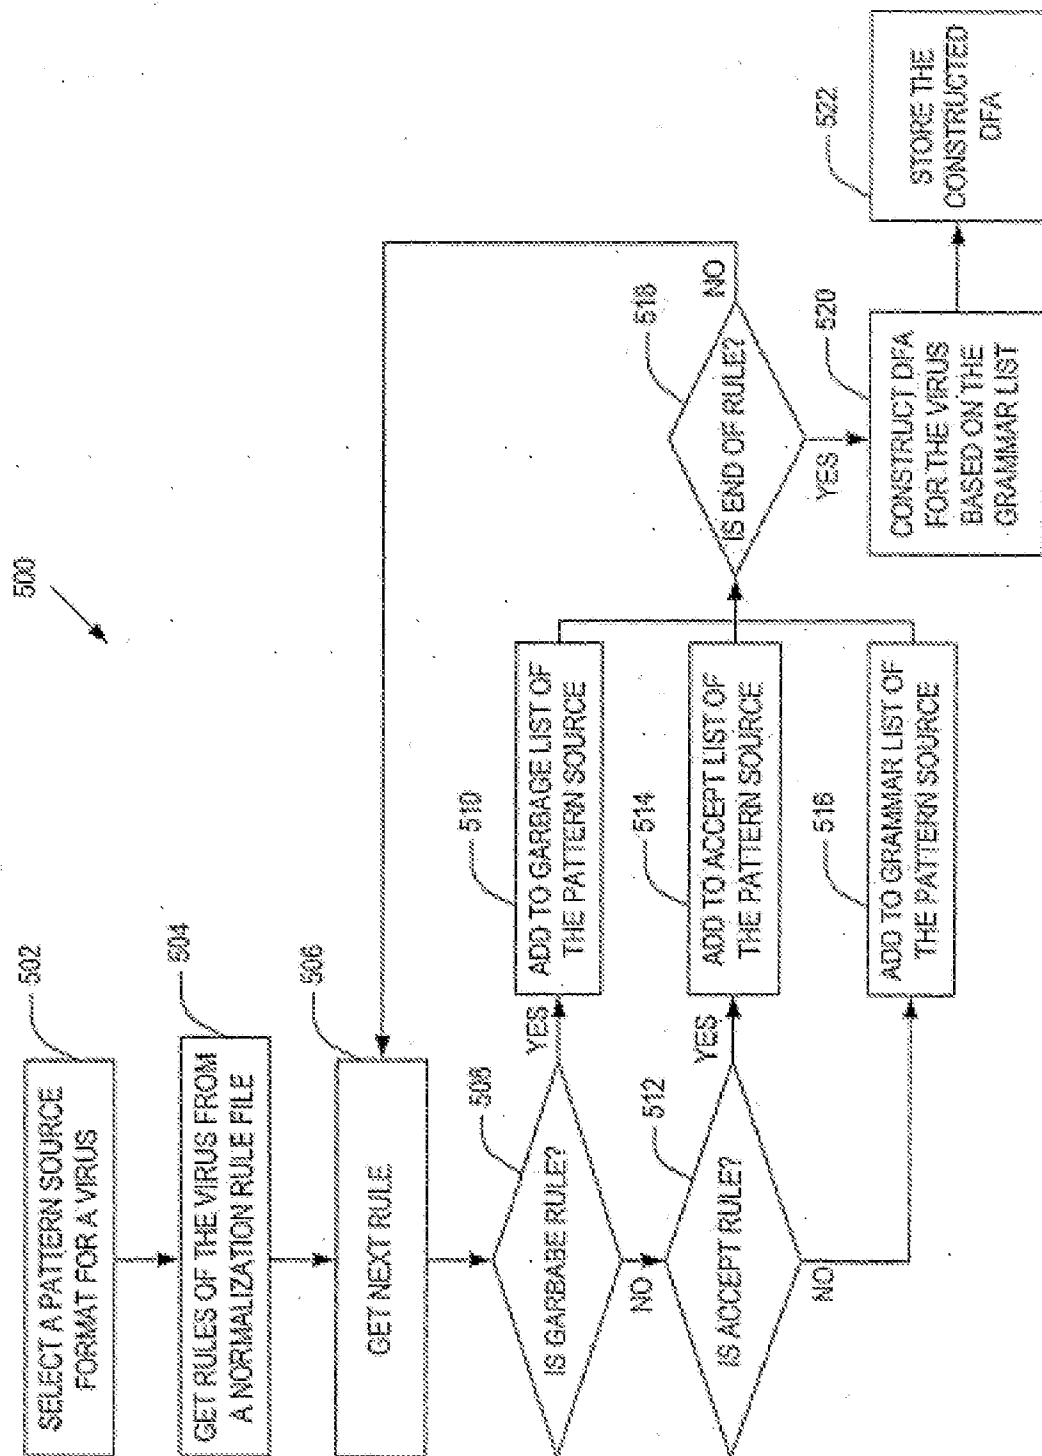 500
502
SELECT A PATTERN SOURCE
FORMAT FOR A VIRUS
504
GET RULES OF THE VIRUS FROM
A NORMALIZATION RULE FILE
506
GET NEXT RULE
508
IS GARBABE RULE?
YES
NO
510
ADD TO GARBAGE LIST OF
THE PATTERN SOURCE
512
IS ACCEPT RULE?
YES
NO
514
ADD TO ACCEPT LIST OF
THE PATTERN SOURCE
516
ADD TO GRAMMAR LIST OF
THE PATTERN SOURCE
518
IS END OF RULE?
NO
YES
520
CONSTRUCT DFA
FOR THE VIRUS
BASED ON THE
GRAMMAR LIST
522
STORE THE
CONSTRUCTED
DFA